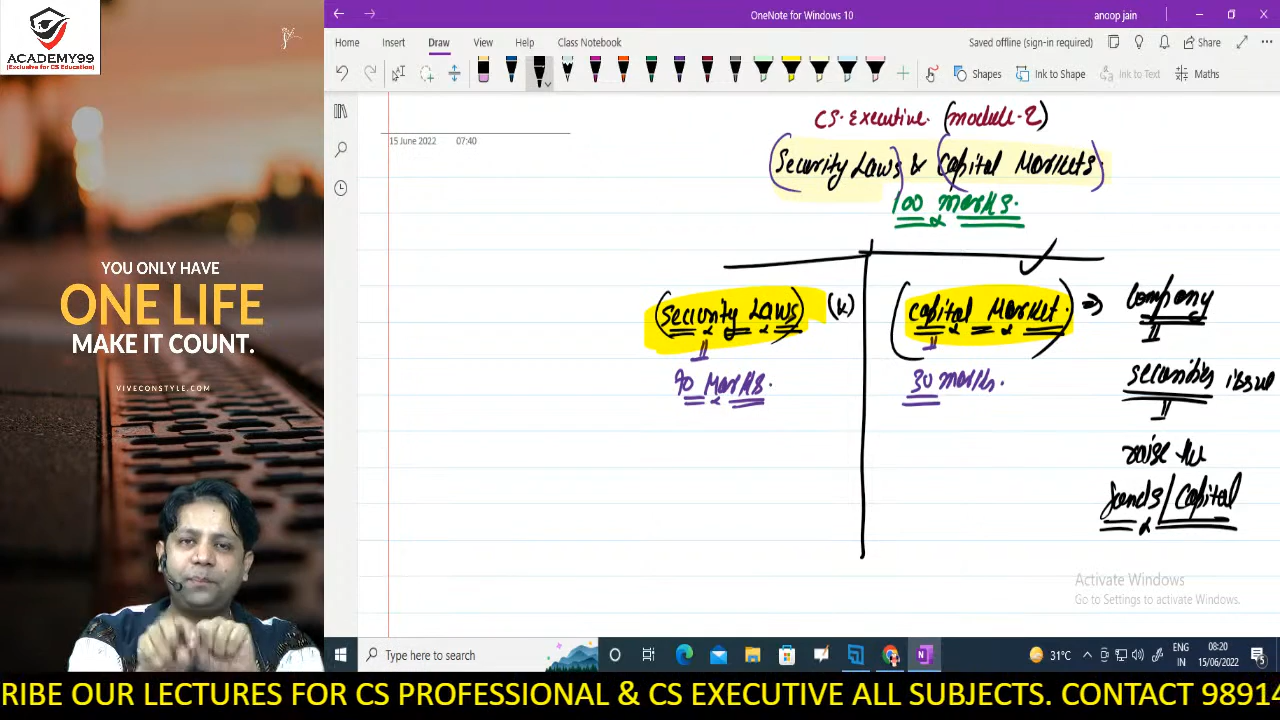 ACADEMY99
(Exclusive for CS Education)
YOU ONLY HAVE
ONE LIFE
MAKE IT COUNT.
VIVECONSTYLE.COM
OneNote for Windows 10
anoop jain
Home Insert Draw View Help Class Notebook
Saved offline (sign-in required)
Share
Shapes
Ink to Shape
Ink to Text
Maths
15 June 2022 07:40
CS-Executive (module-2)
(Security Laws) & (Capital Markets)
100 marks.
(Security Laws) (k)
70 Marks.
(Capital Market.) ⇒ Company
30 marks.
securities issue
raise the
funds/Capital
Activate Windows
Go to Settings to activate Windows.
Type here to search
31°C
ENG
IN
08:20
15/06/2022
5
RIBE OUR LECTURES FOR CS PROFESSIONAL & CS EXECUTIVE ALL SUBJECTS. CONTACT 98914